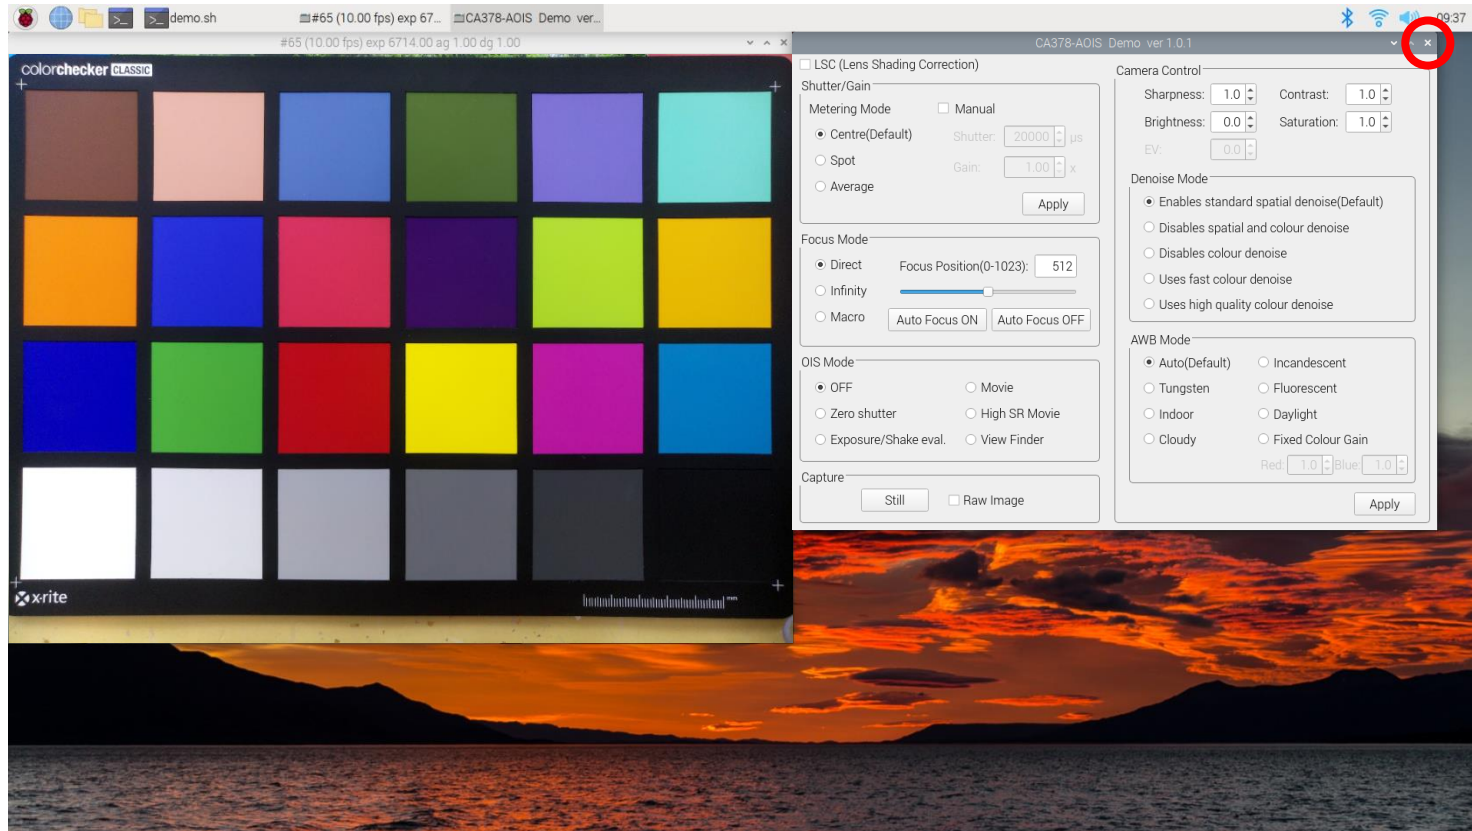 demo.sh
#65 (10.00 fps) exp 67...
CA378-AOIS Demo ver...
09:37
#65 (10.00 fps) exp 6714.00 ag 1.00 dg 1.00
colorchecker CLASSIC
x-rite
mm
CA378-AOIS Demo ver 1.0.1
LSC (Lens Shading Correction)
Shutter/Gain
Metering Mode
Manual
Centre(Default)
Shutter: 20000 μs
Spot
Gain: 1.00 x
Average
Apply
Focus Mode
Direct
Focus Position(0-1023): 512
Infinity
Macro
Auto Focus ON
Auto Focus OFF
OIS Mode
OFF
Movie
Zero shutter
High SR Movie
Exposure/Shake eval.
View Finder
Capture
Still
Raw Image
Camera Control
Sharpness: 1.0
Contrast: 1.0
Brightness: 0.0
Saturation: 1.0
EV: 0.0
Denoise Mode
Enables standard spatial denoise(Default)
Disables spatial and colour denoise
Disables colour denoise
Uses fast colour denoise
Uses high quality colour denoise
AWB Mode
Auto(Default)
Incandescent
Tungsten
Fluorescent
Indoor
Daylight
Cloudy
Fixed Colour Gain
Red: 1.0 Blue: 1.0
Apply